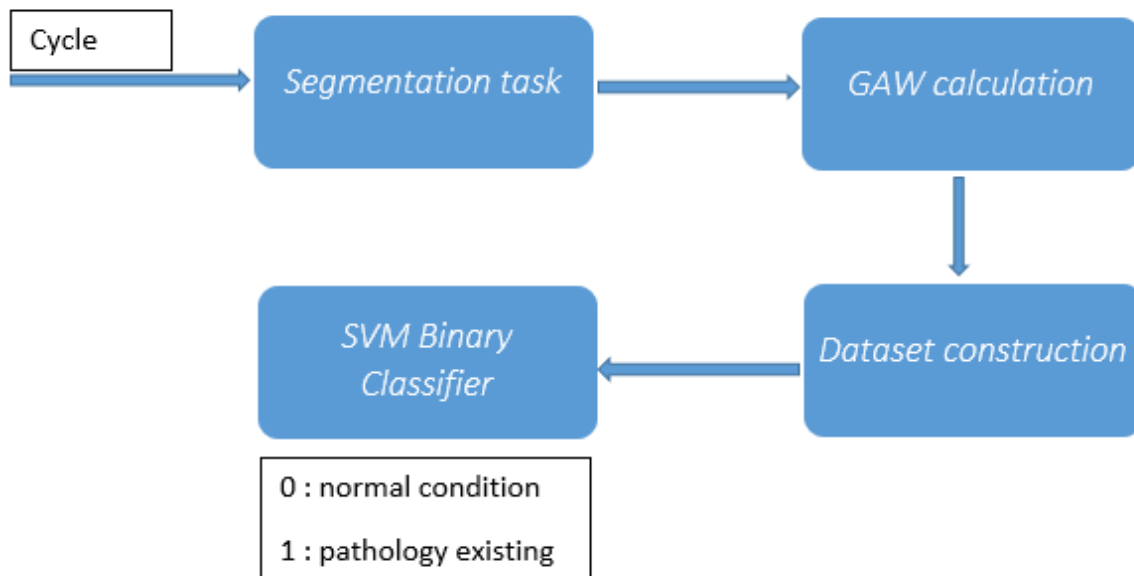 Cycle
Segmentation task
GAW calculation
Dataset construction
SVM Binary
Classifier
0 : normal condition
1 : pathology existing